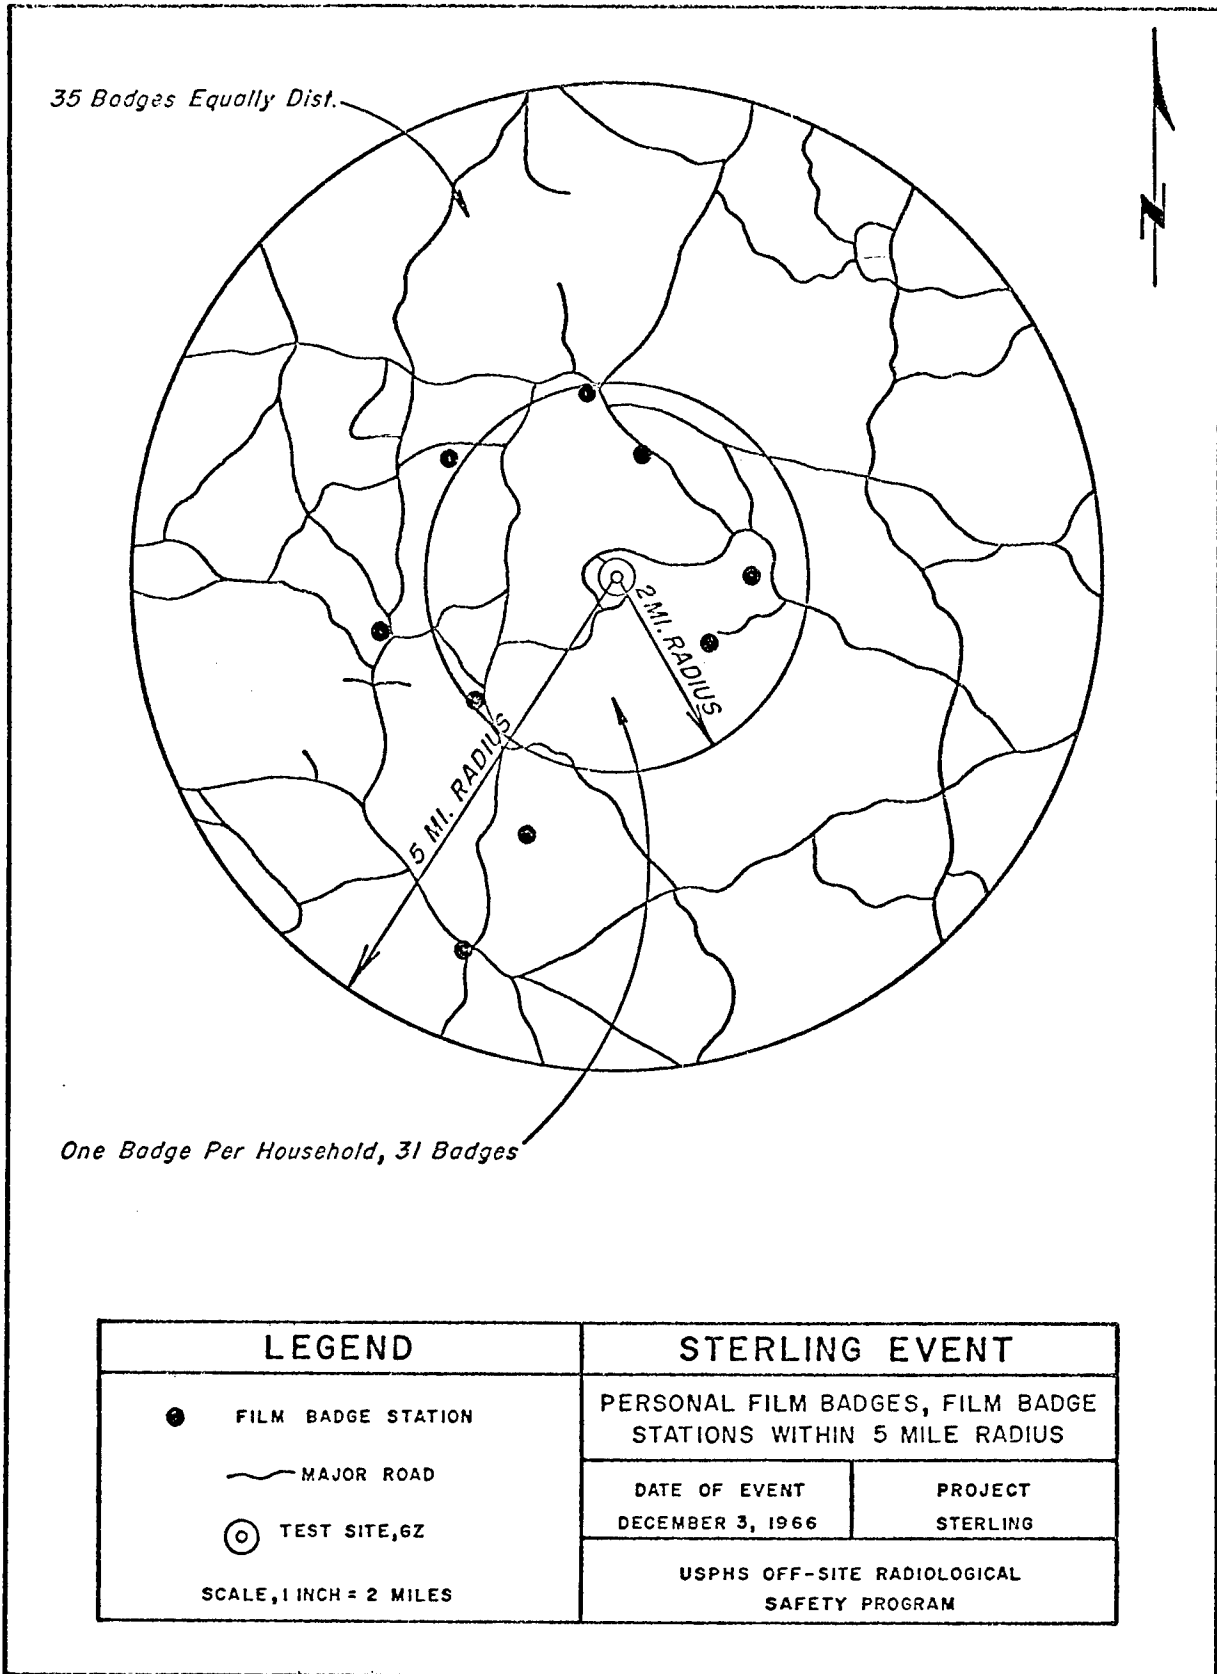 35 Badges Equally Dist.
N
2 MI. RADIUS
5 MI. RADIUS
One Badge Per Household, 31 Badges
LEGEND
FILM BADGE STATION
MAJOR ROAD
TEST SITE, GZ
SCALE, 1 INCH = 2 MILES
STERLING EVENT
PERSONAL FILM BADGES, FILM BADGE
STATIONS WITHIN 5 MILE RADIUS
DATE OF EVENT
DECEMBER 3, 1966
PROJECT
STERLING
USPHS OFF-SITE RADIOLOGICAL
SAFETY PROGRAM